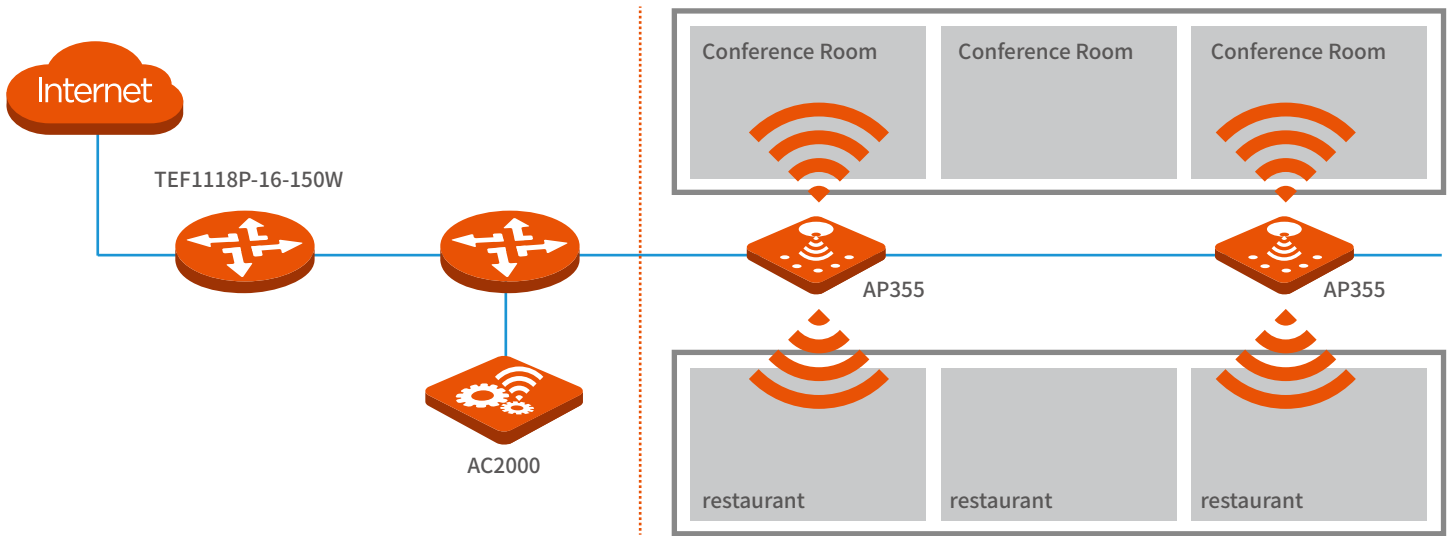 Internet
TEF1118P-16-150W
AC2000
Conference Room
Conference Room
Conference Room
AP355
AP355
restaurant
restaurant
restaurant